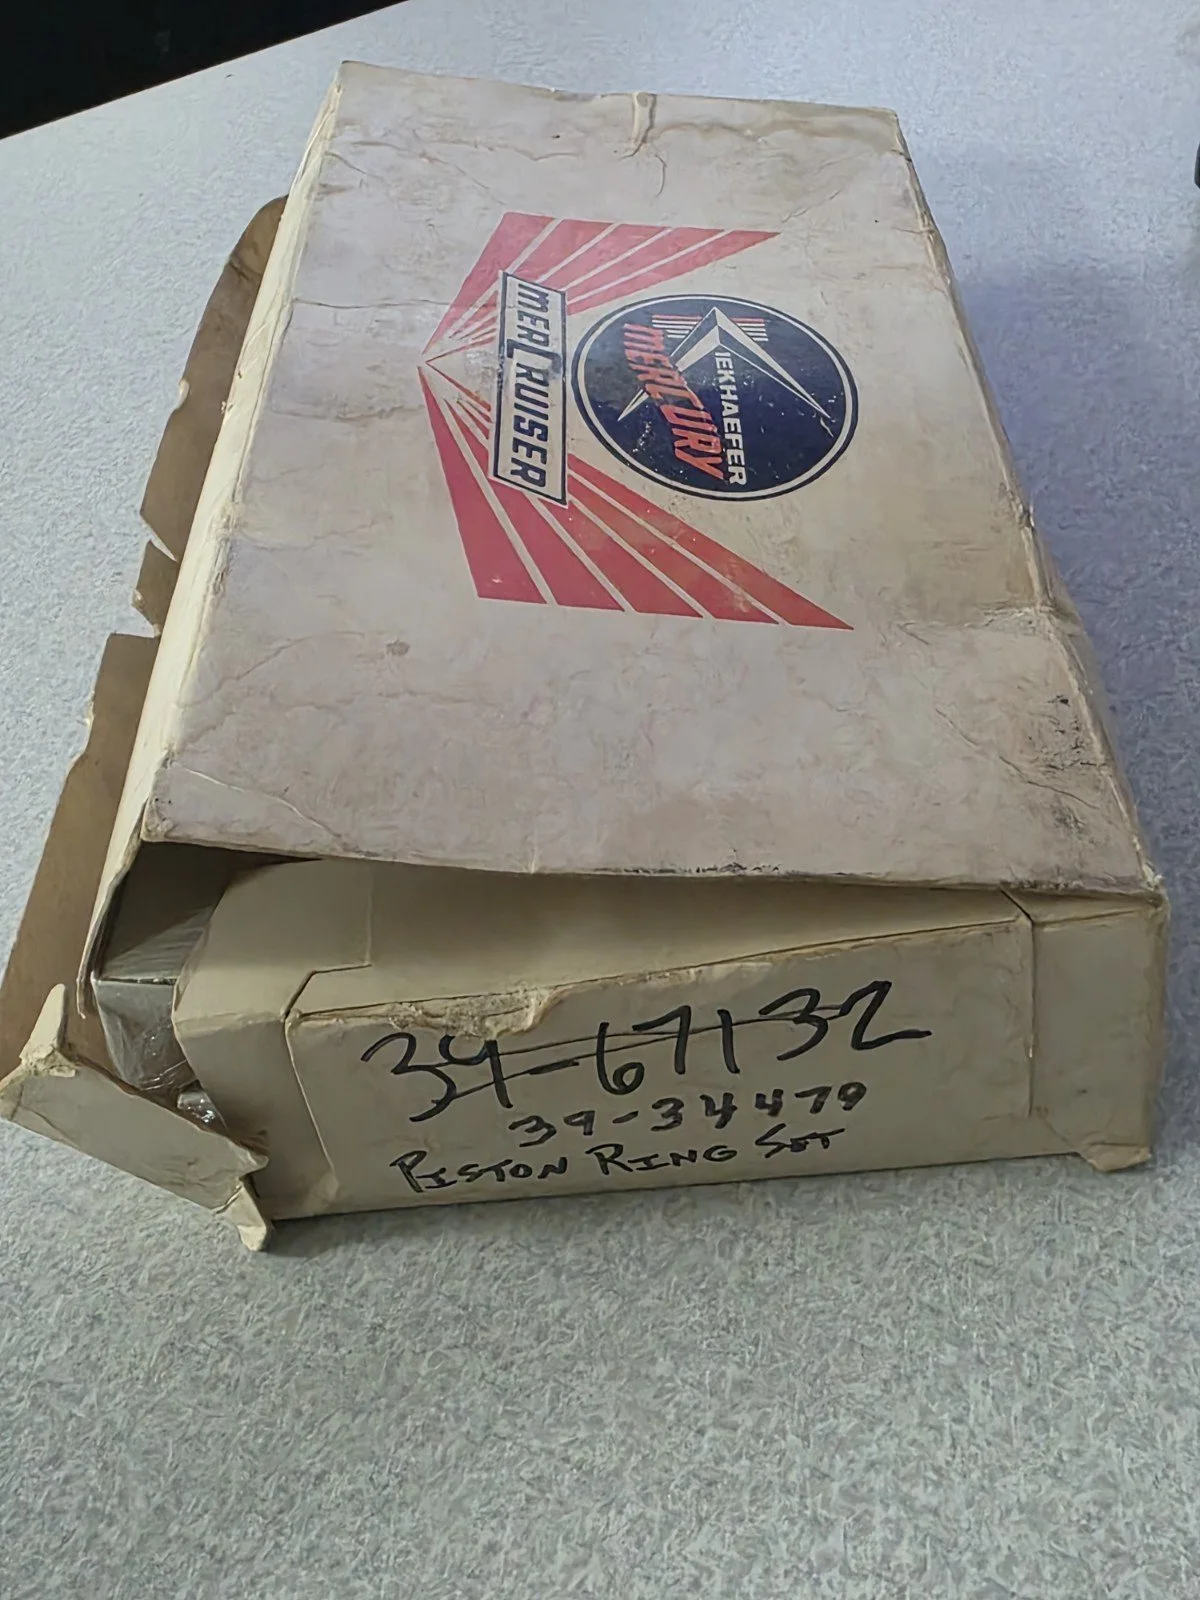 MERCRUISER
KIEKHAEFER
MERCURY
39-67132
39-34479
PISTON RING SET